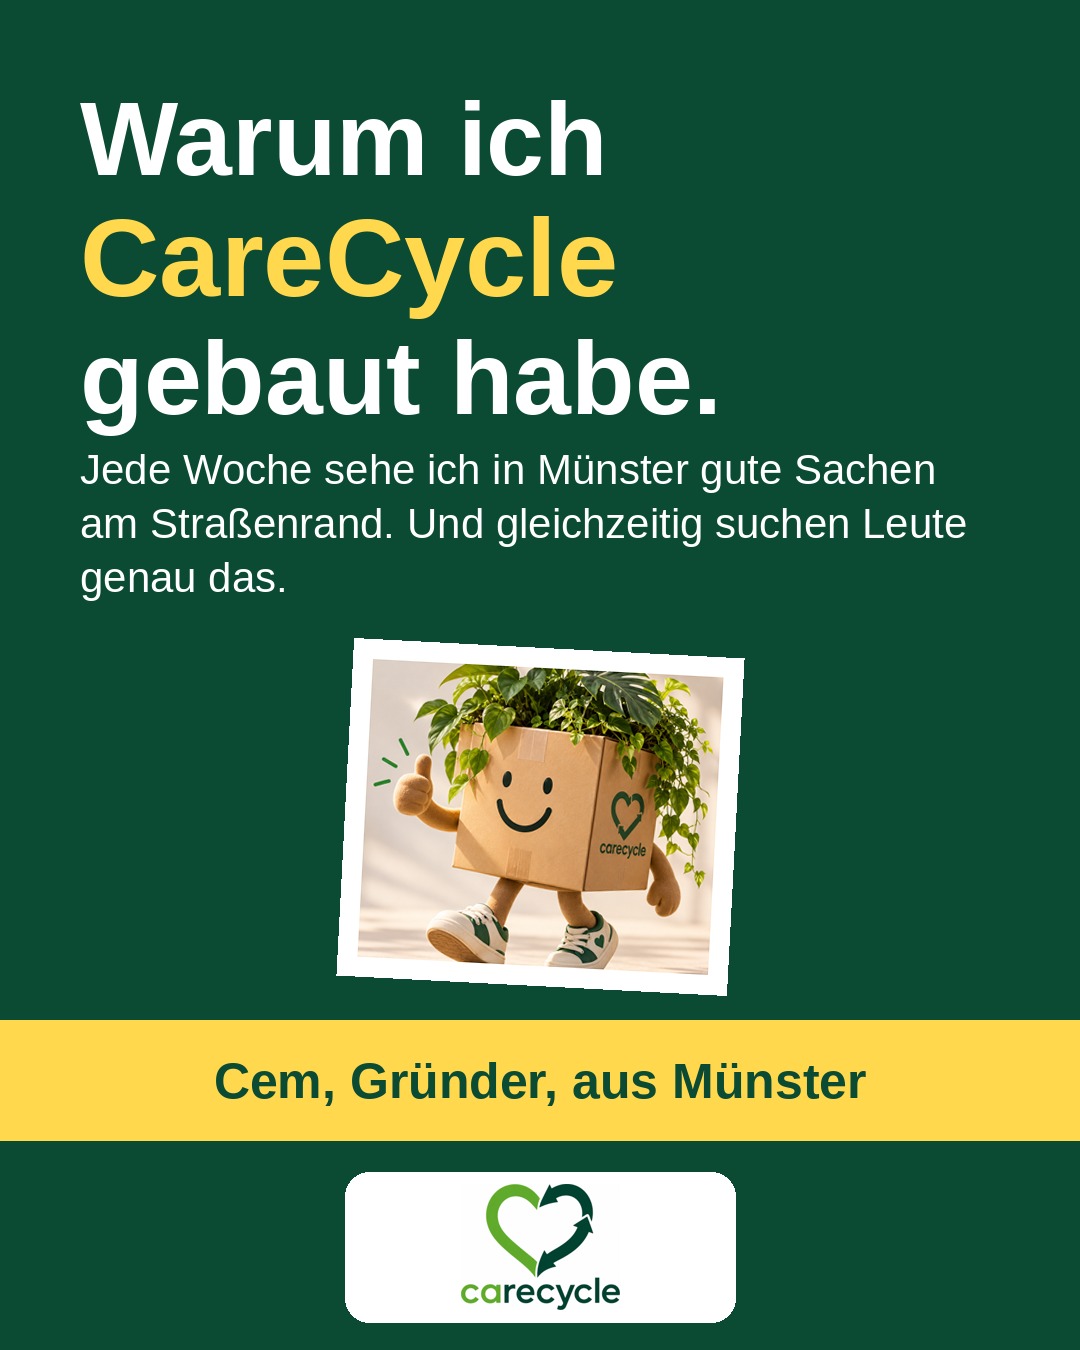 Warum ich
CareCycle
gebaut habe.
Jede Woche sehe ich in Münster gute Sachen
am Straßenrand. Und gleichzeitig suchen Leute
genau das.
carecycle
Cem, Gründer, aus Münster
carecycle